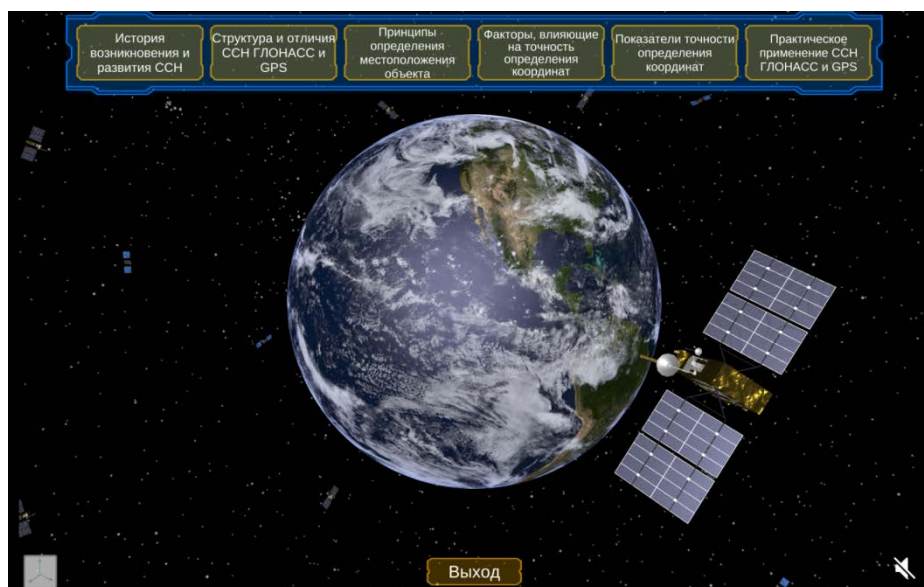 История
возникновения и
развития ССН
Структура и отличия
ССН ГЛОНАСС и
GPS
Принципы
определения
местоположения
объекта
Факторы, влияющие
на точность
определения
координат
Показатели точности
определения
координат
Практическое
применение ССН
ГЛОНАСС и GPS
Выход